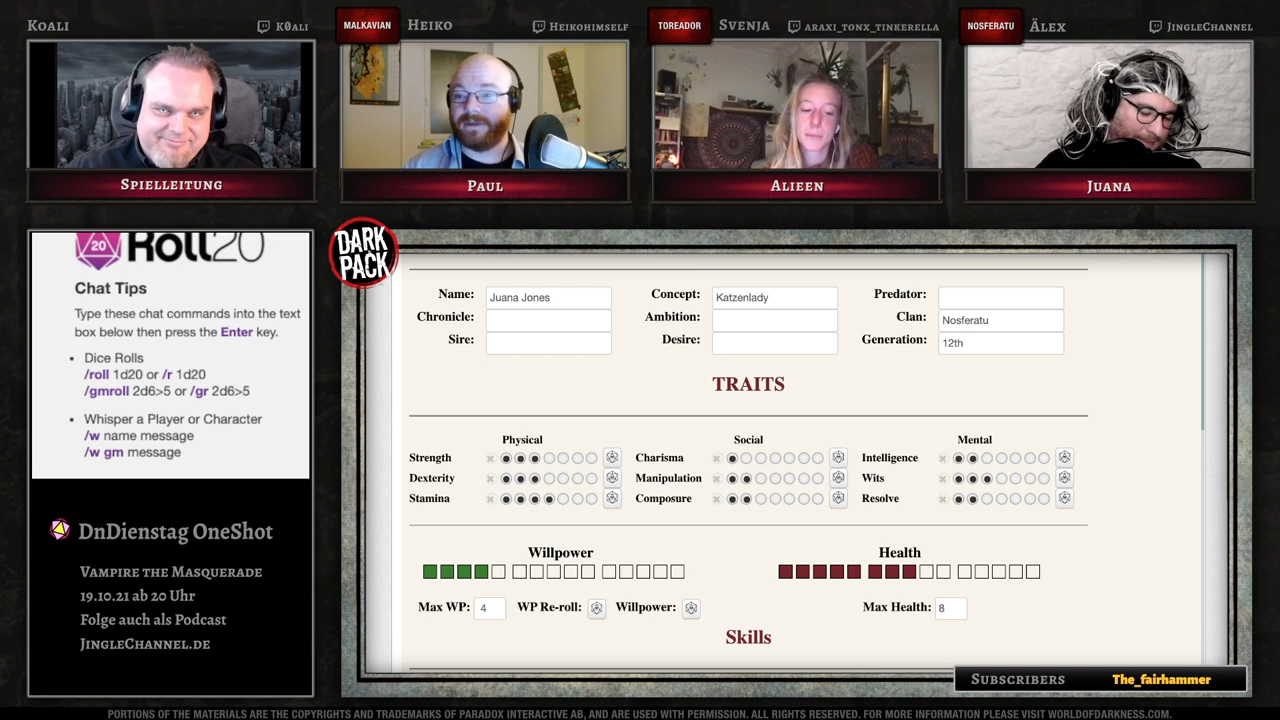 Koali
K0ali
MALKAVIAN
Heiko
Heikohimself
TOREADOR
Svenja
araxi_tonx_tinkerella
NOSFERATU
Älex
JingleChannel
Spielleitung
Paul
Alieen
Juana
20
Roll20
Chat Tips
Type these chat commands into the text
box below then press the Enter key.
Dice Rolls
/roll 1d20 or /r 1d20
/gmroll 2d6>5 or /gr 2d6>5
Whisper a Player or Character
/w name message
/w gm message
DnDienstag OneShot
Vampire the Masquerade
19.10.21 ab 20 Uhr
Folge auch als Podcast
JingleChannel.de
DARK
PACK
Name: Juana Jones Concept: Katzenlady Predator:
Chronicle: Ambition: Clan: Nosferatu
Sire: Desire: Generation: 12th
TRAITS
Physical Social Mental
Strength Charisma Intelligence
Dexterity Manipulation Wits
Stamina Composure Resolve
Willpower Health
Max WP: 4 WP Re-roll: Willpower: Max Health: 8
Skills
Subscribers The_fairhammer
PORTIONS OF THE MATERIALS ARE THE COPYRIGHTS AND TRADEMARKS OF PARADOX INTERACTIVE AB, AND ARE USED WITH PERMISSION. ALL RIGHTS RESERVED. FOR MORE INFORMATION PLEASE VISIT WORLDOFDARKNESS.COM.